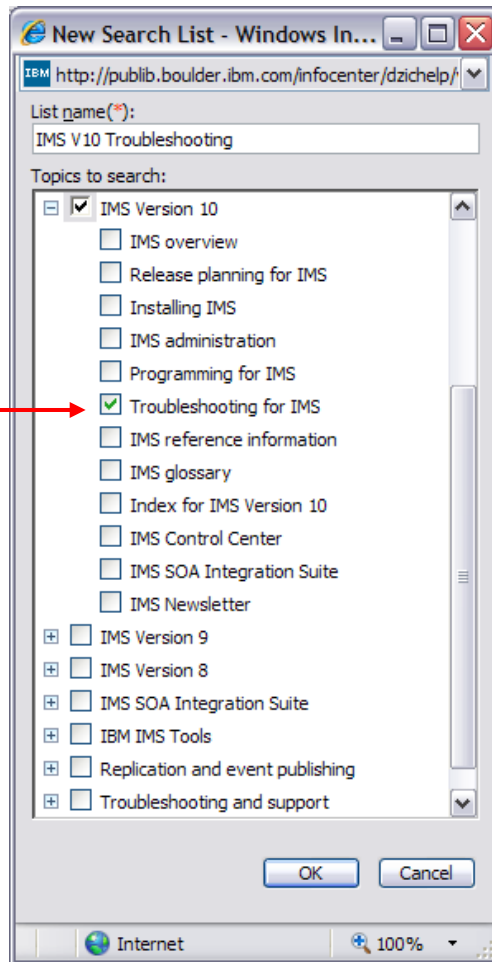 New Search List - Windows In...
IBM http://publib.boulder.ibm.com/infocenter/dzichelp/
List name(*):
IMS V10 Troubleshooting
Topics to search:
IMS Version 10
IMS overview
Release planning for IMS
Installing IMS
IMS administration
Programming for IMS
Troubleshooting for IMS
IMS reference information
IMS glossary
Index for IMS Version 10
IMS Control Center
IMS SOA Integration Suite
IMS Newsletter
IMS Version 9
IMS Version 8
IMS SOA Integration Suite
IBM IMS Tools
Replication and event publishing
Troubleshooting and support
OK Cancel
Internet 100%